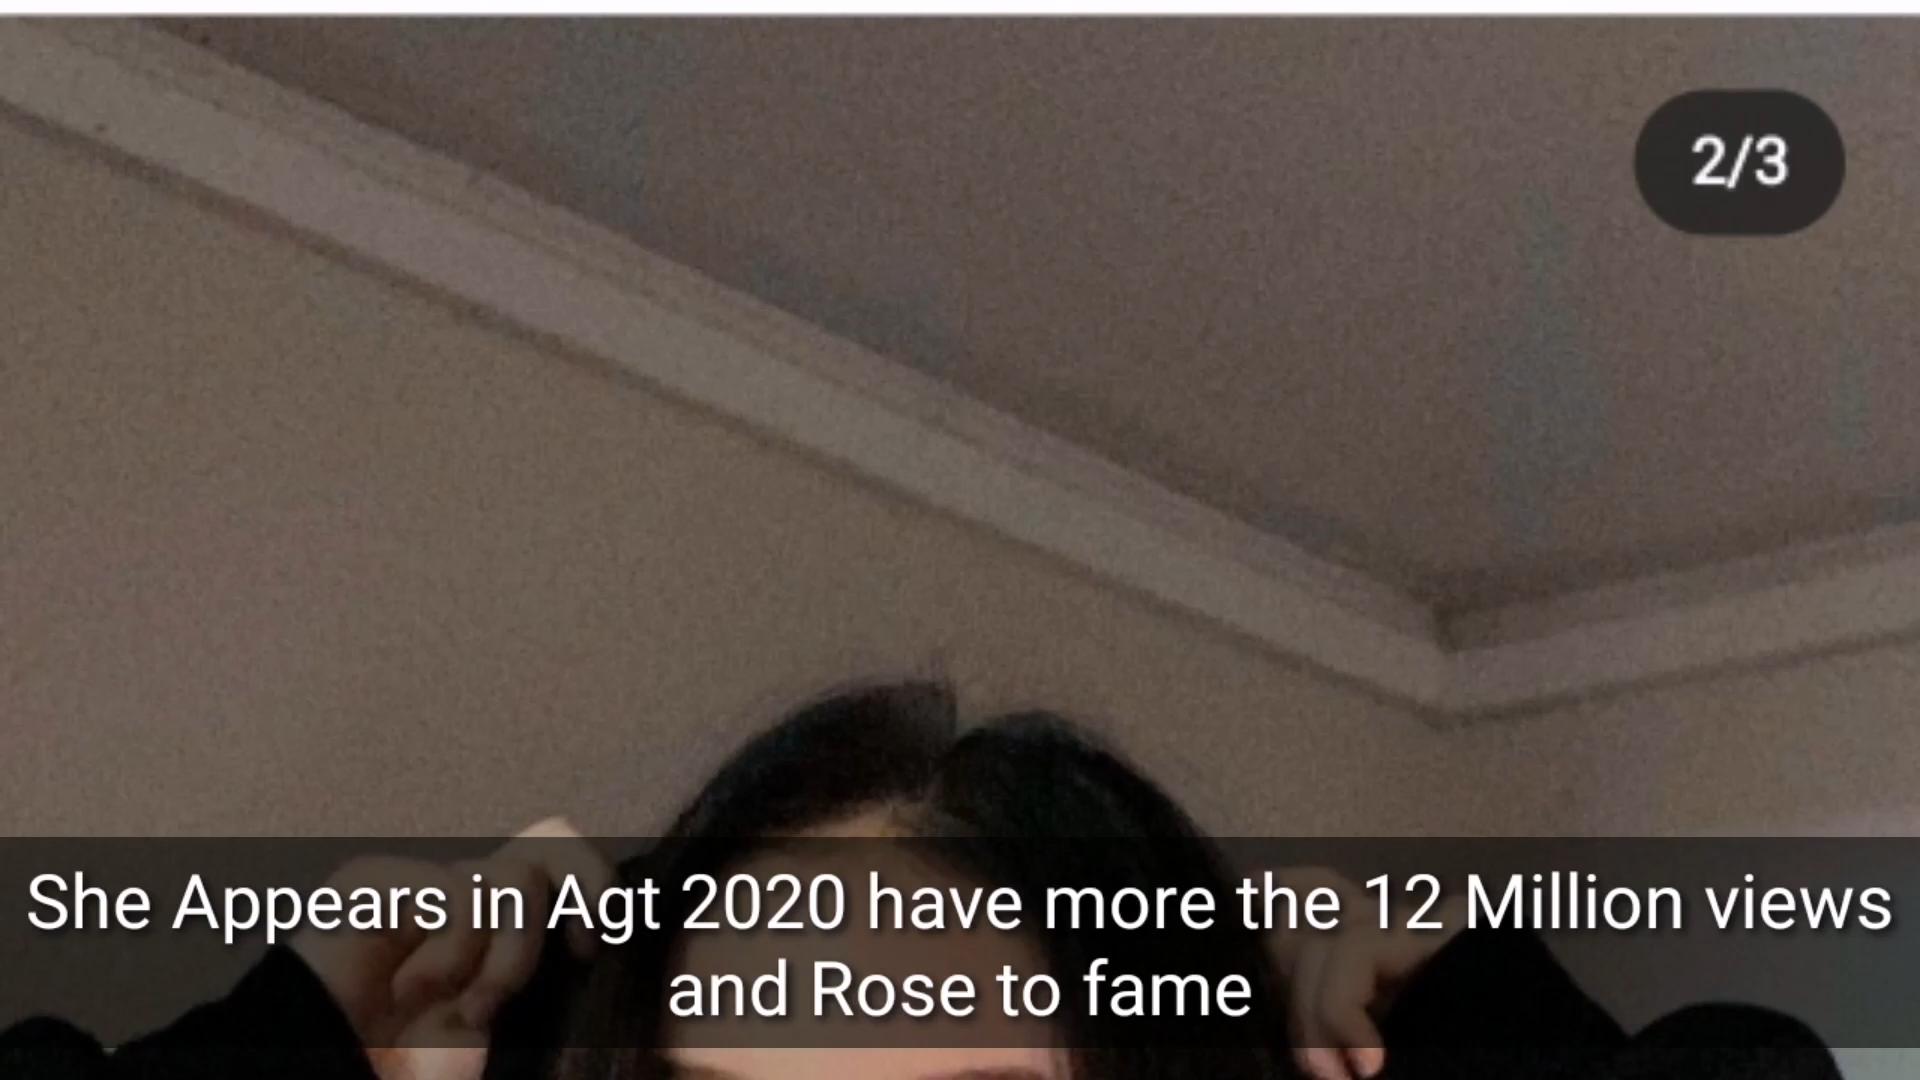 2/3
She Appears in Agt 2020 have more the 12 Million views
and Rose to fame